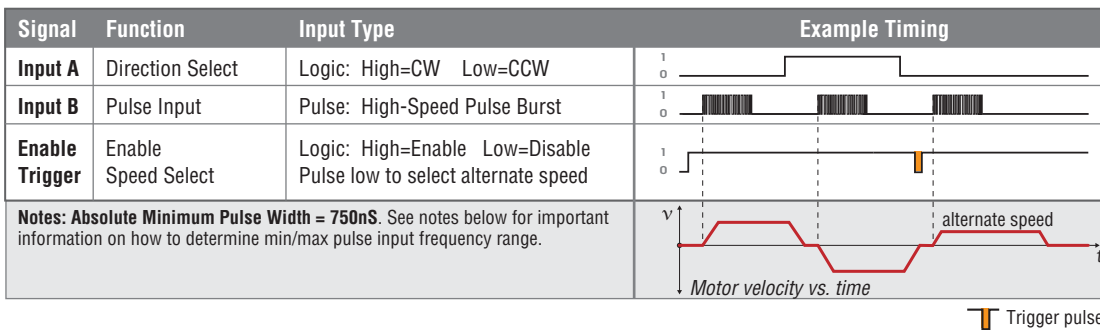 Signal Function Input Type Example Timing
Input A Direction Select Logic: High=CW Low=CCW 1
0
Input B Pulse Input Pulse: High-Speed Pulse Burst 1
0
Enable Enable Logic: High=Enable Low=Disable 1
Trigger Speed Select Pulse low to select alternate speed 0
Notes: Absolute Minimum Pulse Width = 750nS. See notes below for important
information on how to determine min/max pulse input frequency range.
v alternate speed
t
Motor velocity vs. time
Trigger pulse